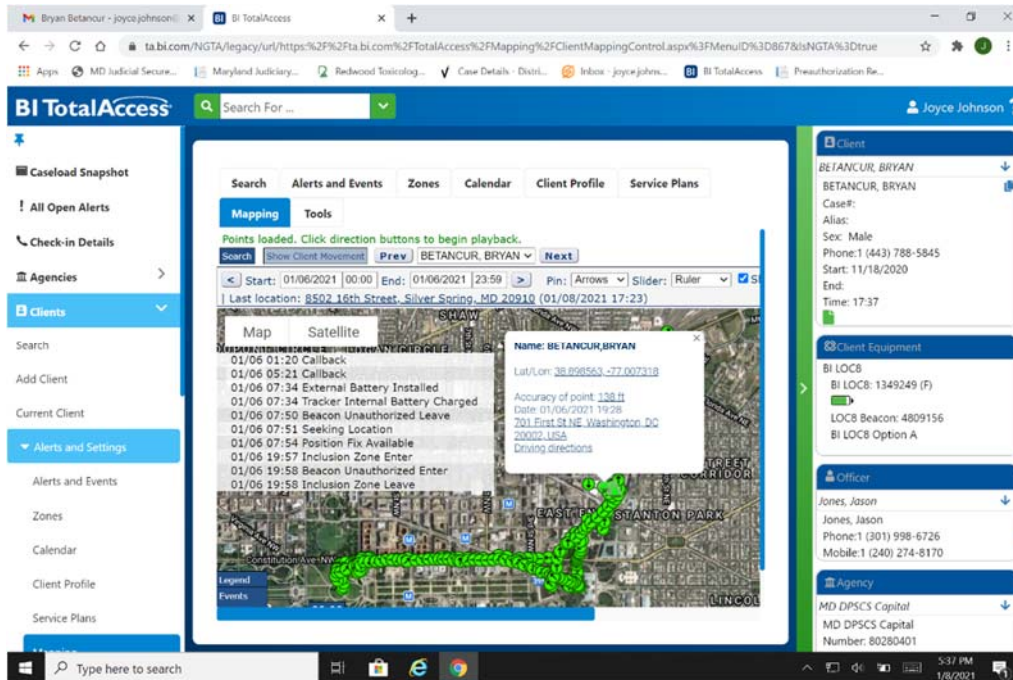 Bryan Betancur - joyce.johnson@
BI TotalAccess
ta.bi.com/NGTA/legacy/url/https:%2F%2Fta.bi.com%2FTotalAccess%2FMapping%2FClientMappingControl.aspx%3FMenuID%3D867&IsNGTA%3Dtrue
Apps
MD Judicial Secure...
Maryland Judiciary...
Redwood Toxicolog...
Case Details - Distri...
Inbox - joyce.johns...
BI TotalAccess
Preauthorization Re...
BI TotalAccess
Search For ...
Joyce Johnson
Caseload Snapshot
All Open Alerts
Check-in Details
Agencies
Clients
Search
Add Client
Current Client
Alerts and Settings
Alerts and Events
Zones
Calendar
Client Profile
Service Plans
Mapping
Search Alerts and Events Zones Calendar Client Profile Service Plans
Mapping Tools
Points loaded. Click direction buttons to begin playback.
Search Show Client Movement Prev BETANCUR, BRYAN Next
< Start: 01/06/2021 00:00 End: 01/06/2021 23:59 > Pin: Arrows Slider: Ruler
| Last location: 8502 16th Street, Silver Spring, MD 20910 (01/08/2021 17:23)
SHAW
Map Satellite
LOGAN CIRCLE
01/06 01:20 Callback
01/06 05:21 Callback
01/06 07:34 External Battery Installed
01/06 07:34 Tracker Internal Battery Charged
01/06 07:50 Beacon Unauthorized Leave
01/06 07:51 Seeking Location
01/06 07:54 Position Fix Available
01/06 19:57 Inclusion Zone Enter
01/06 19:58 Beacon Unauthorized Enter
01/06 19:58 Inclusion Zone Leave
Name: BETANCUR,BRYAN
Lat/Lon: 38.898563,-77.007318
Accuracy of point: 138 ft
Date: 01/06/2021 19:28
701 First St NE, Washington, DC
20002, USA
Driving directions
STREET
CORRIDOR
EAST END
STANTON PARK
Constitution Ave NW
Legend
Events
LINCOL
Client
BETANCUR, BRYAN
BETANCUR, BRYAN
Case#:
Alias:
Sex: Male
Phone:1 (443) 788-5845
Start: 11/18/2020
End:
Time: 17:37
Client Equipment
BI LOC8
BI LOC8: 1349249 (F)
LOC8 Beacon: 4809156
BI LOC8 Option A
Officer
Jones, Jason
Jones, Jason
Phone:1 (301) 998-6726
Mobile:1 (240) 274-8170
Agency
MD DPSCS Capital
MD DPSCS Capital
Number: 80280401
Type here to search
5:37 PM
1/8/2021